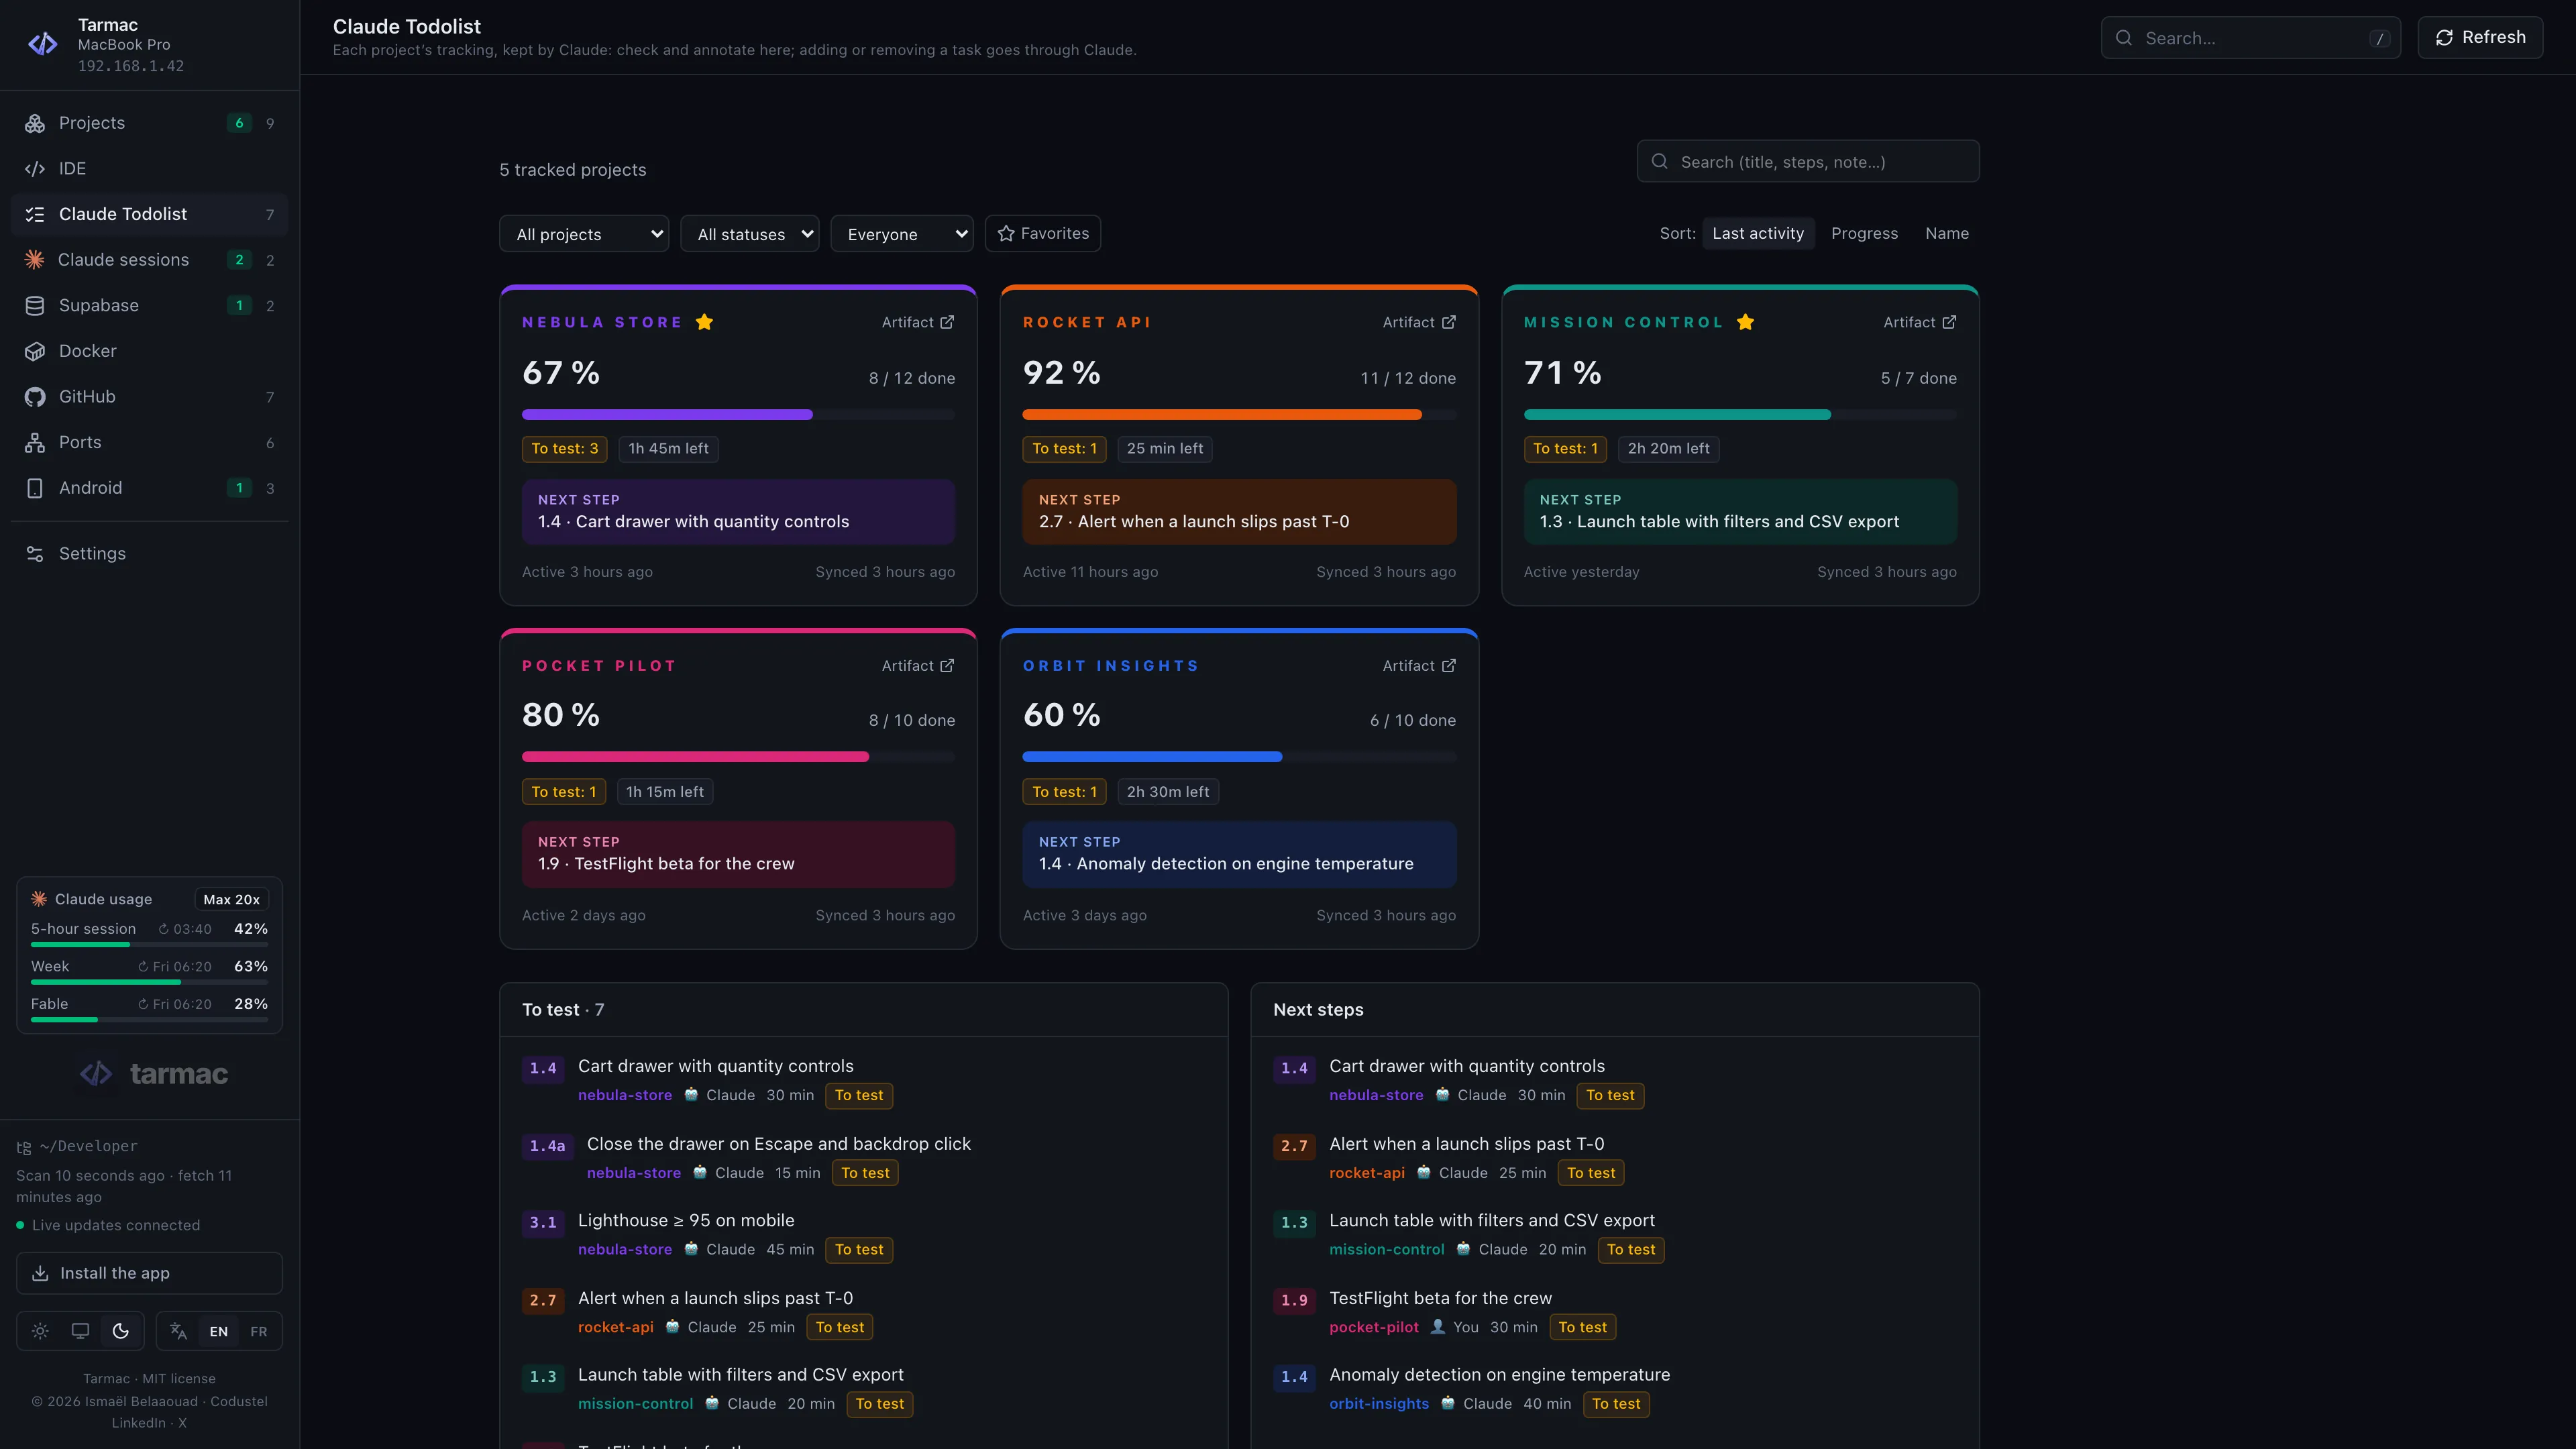 Tarmac
MacBook Pro
192.168.1.42
Projects 6 9
IDE
Claude Todolist 7
Claude sessions 2 2
Supabase 1 2
Docker
GitHub 7
Ports 6
Android 1 3
Settings
Claude usage Max 20x
5-hour session 03:40 42%
Week Fri 06:20 63%
Fable Fri 06:20 28%
tarmac
~/Developer
Scan 10 seconds ago · fetch 11
minutes ago
Live updates connected
Install the app
EN FR
Tarmac · MIT license
© 2026 Ismaël Belaaouad · Codustel
LinkedIn · X
Claude Todolist
Each project's tracking, kept by Claude: check and annotate here; adding or removing a task goes through Claude.
Search... /
Refresh
5 tracked projects
Search (title, steps, note...)
All projects All statuses Everyone Favorites
Sort: Last activity Progress Name
NEBULA STORE Artifact
67 % 8 / 12 done
To test: 3 1h 45m left
NEXT STEP
1.4 · Cart drawer with quantity controls
Active 3 hours ago Synced 3 hours ago
ROCKET API Artifact
92 % 11 / 12 done
To test: 1 25 min left
NEXT STEP
2.7 · Alert when a launch slips past T-0
Active 11 hours ago Synced 3 hours ago
MISSION CONTROL Artifact
71 % 5 / 7 done
To test: 1 2h 20m left
NEXT STEP
1.3 · Launch table with filters and CSV export
Active yesterday Synced 3 hours ago
POCKET PILOT Artifact
80 % 8 / 10 done
To test: 1 1h 15m left
NEXT STEP
1.9 · TestFlight beta for the crew
Active 2 days ago Synced 3 hours ago
ORBIT INSIGHTS Artifact
60 % 6 / 10 done
To test: 1 2h 30m left
NEXT STEP
1.4 · Anomaly detection on engine temperature
Active 3 days ago Synced 3 hours ago
To test · 7
1.4 Cart drawer with quantity controls
nebula-store Claude 30 min To test
1.4a Close the drawer on Escape and backdrop click
nebula-store Claude 15 min To test
3.1 Lighthouse ≥ 95 on mobile
nebula-store Claude 45 min To test
2.7 Alert when a launch slips past T-0
rocket-api Claude 25 min To test
1.3 Launch table with filters and CSV export
mission-control Claude 20 min To test
Next steps
1.4 Cart drawer with quantity controls
nebula-store Claude 30 min To test
2.7 Alert when a launch slips past T-0
rocket-api Claude 25 min To test
1.3 Launch table with filters and CSV export
mission-control Claude 20 min To test
1.9 TestFlight beta for the crew
pocket-pilot You 30 min To test
1.4 Anomaly detection on engine temperature
orbit-insights Claude 40 min To test